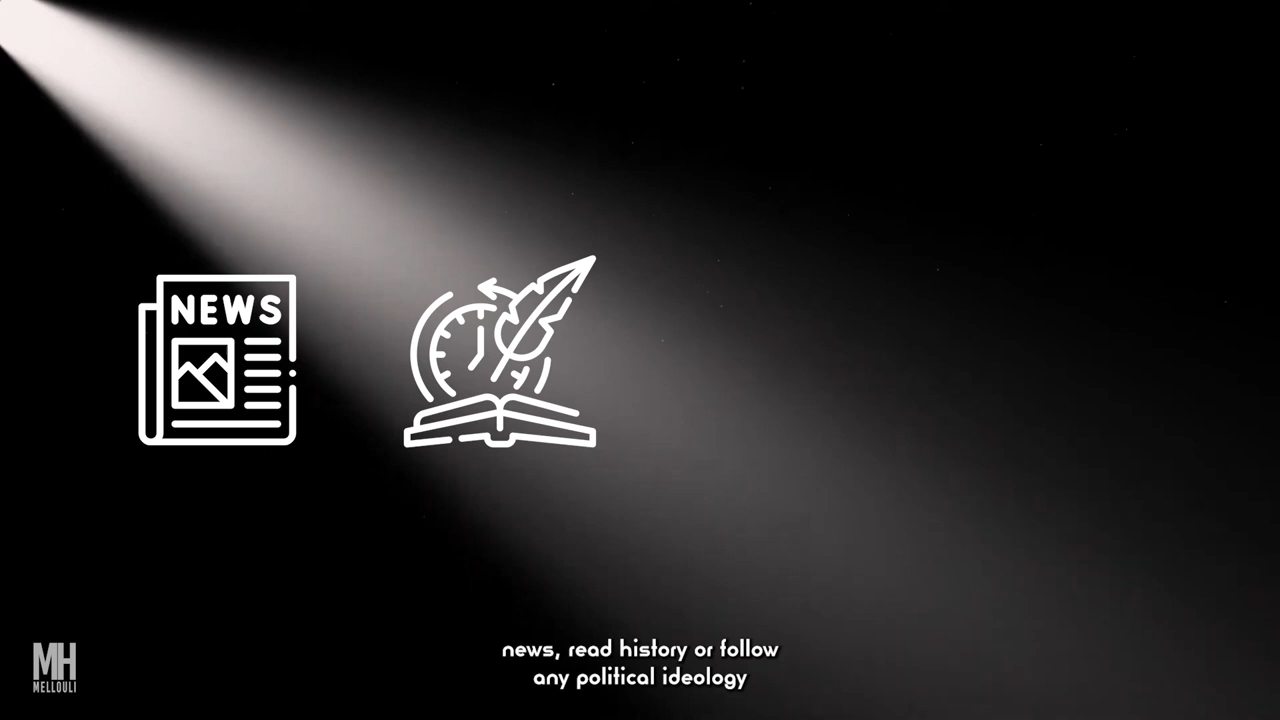 NEWS
news, read history or follow
any political ideology
MH
MELLOULI